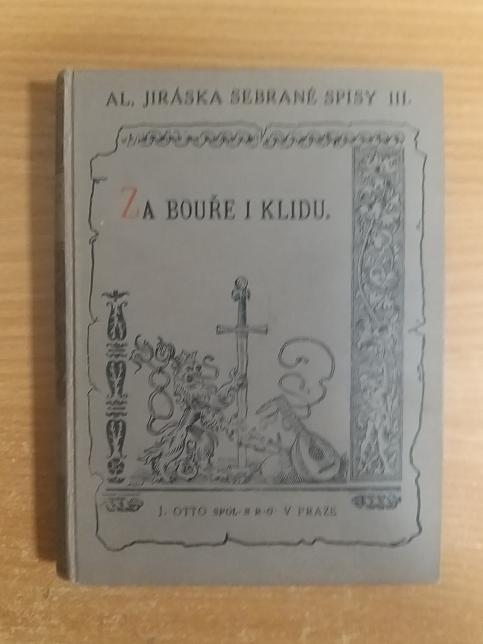 AL. JIRÁSKA SEBRANÉ SPISY III.
ZA BOUŘE I KLIDU.
J. OTTO SPOL. S R. O. V PRAZE